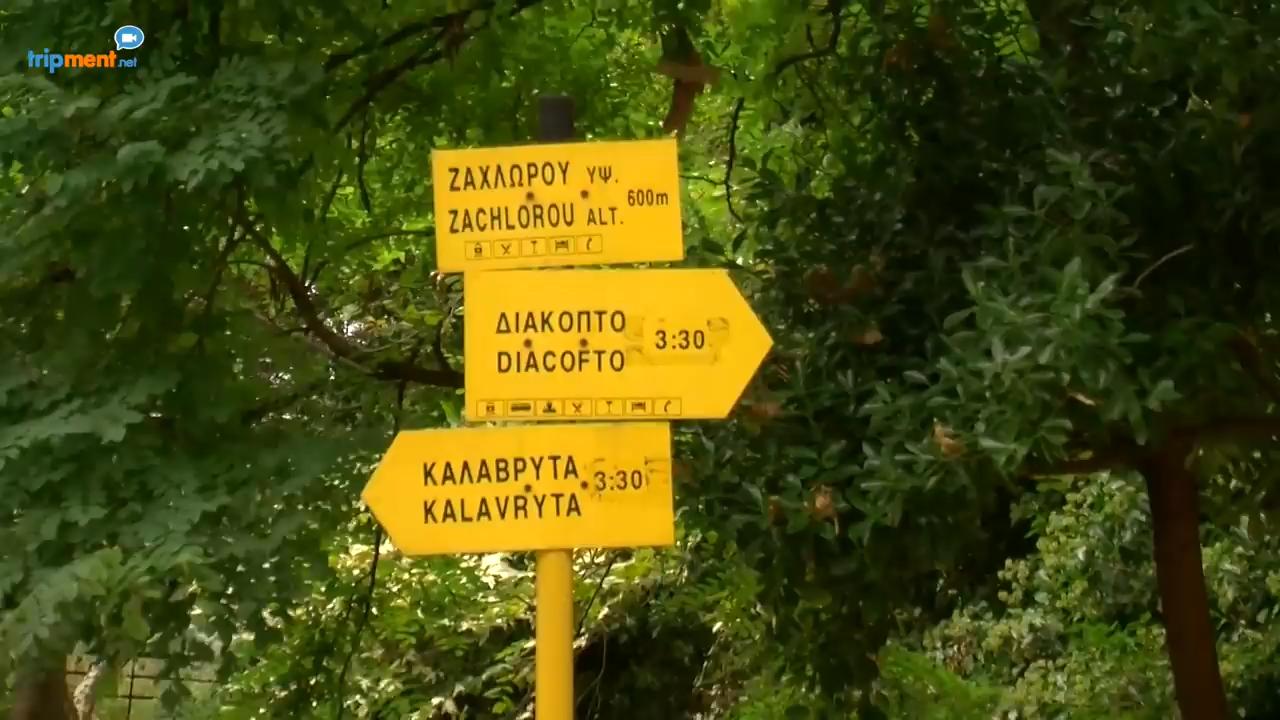 tripment.net
ΖΑΧΛΩΡΟΥ ΥΨ.
600m
ZACHLOROU ALT.
ΔΙΑΚΟΠΤΟ
3:30
DIACOFTO
ΚΑΛΑΒΡΥΤΑ
3:30
KALAVRYTA